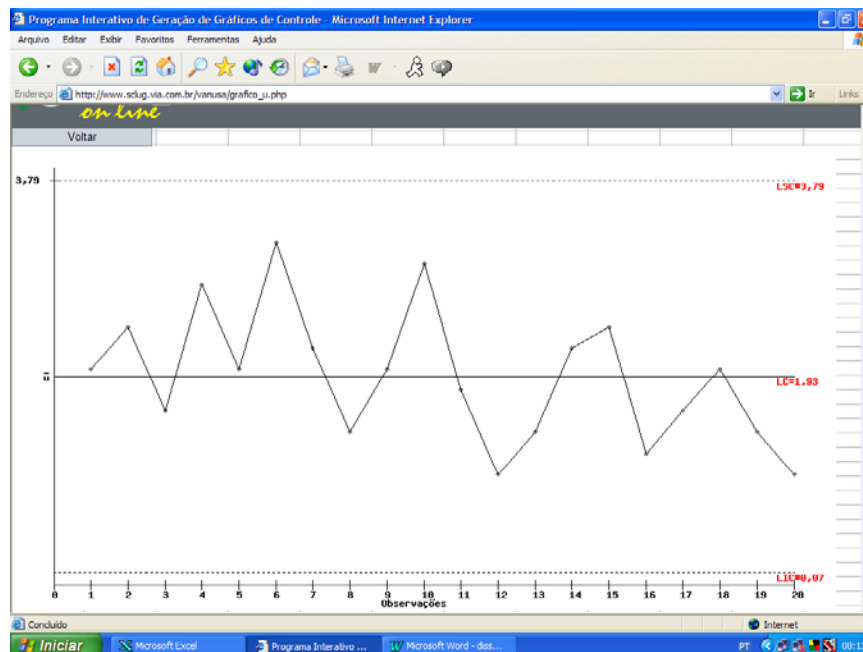 Programa Interativo de Geração de Gráficos de Controle - Microsoft Internet Explorer
Arquivo Editar Exibir Favoritos Ferramentas Ajuda
Endereço http://www.sclug.via.com.br/vanusa/grafico_u.php Ir Links
on line
Voltar
3,79
LSC=3,79
u
LC=1,93
LIC=0,07
0 1 2 3 4 5 6 7 8 9 10 11 12 13 14 15 16 17 18 19 20
Observações
Concluído Internet
Iniciar Microsoft Excel Programa Interativo ... Microsoft Word - diss... PT